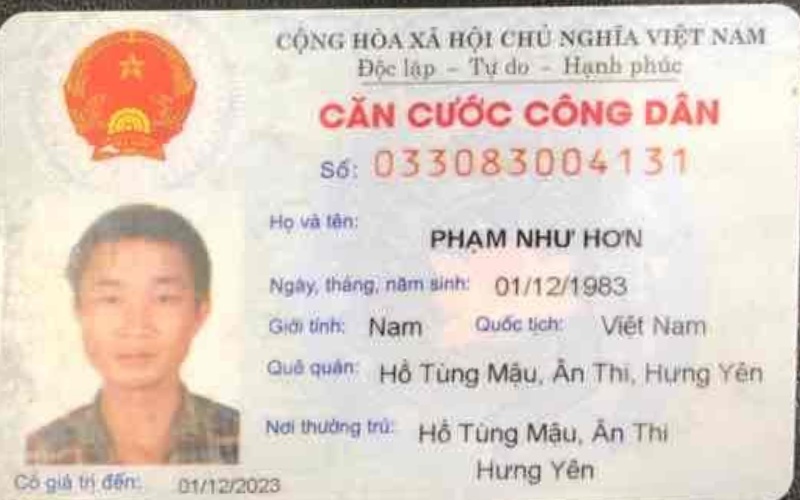 CỘNG HÒA XÃ HỘI CHỦ NGHĨA VIỆT NAM
Độc lập - Tự do - Hạnh phúc
CĂN CƯỚC CÔNG DÂN
Số: 033083004131
Họ và tên:
PHẠM NHƯ HƠN
Ngày, tháng, năm sinh: 01/12/1983
Giới tính: Nam Quốc tịch: Việt Nam
Quê quán: Hồ Tùng Mậu, Ân Thi, Hưng Yên
Nơi thường trú: Hồ Tùng Mậu, Ân Thi
Hưng Yên
Có giá trị đến: 01/12/2023